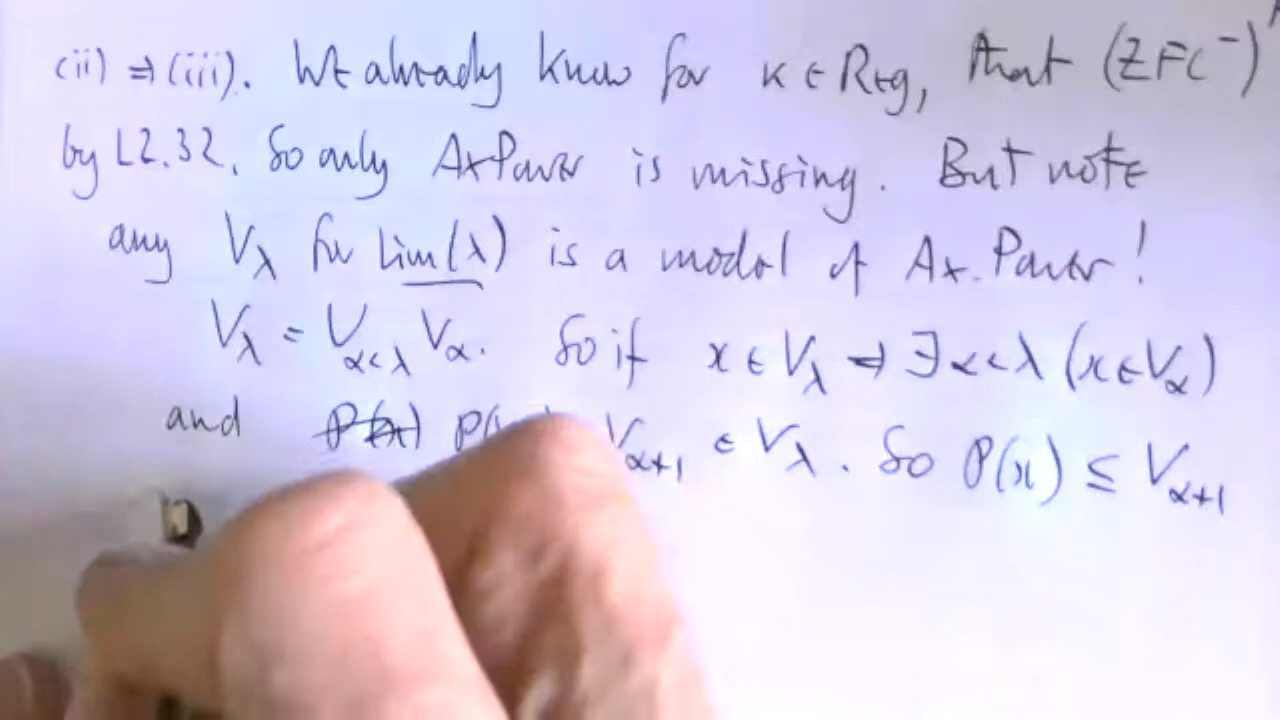 (ii) ⇒ (iii). We already know for κ ∈ Reg, that (ZFC⁻)
by L2.32. So only AxPower is missing. But note
any V_λ for Lim(λ) is a model of Ax.Power!
V_λ = ⋃_{α<λ} V_α. So if x ∈ V_λ ⇒ ∃α<λ (x ∈ V_α)
and P( V_{α+1} ∈ V_λ. So P(x) ⊆ V_{α+1}